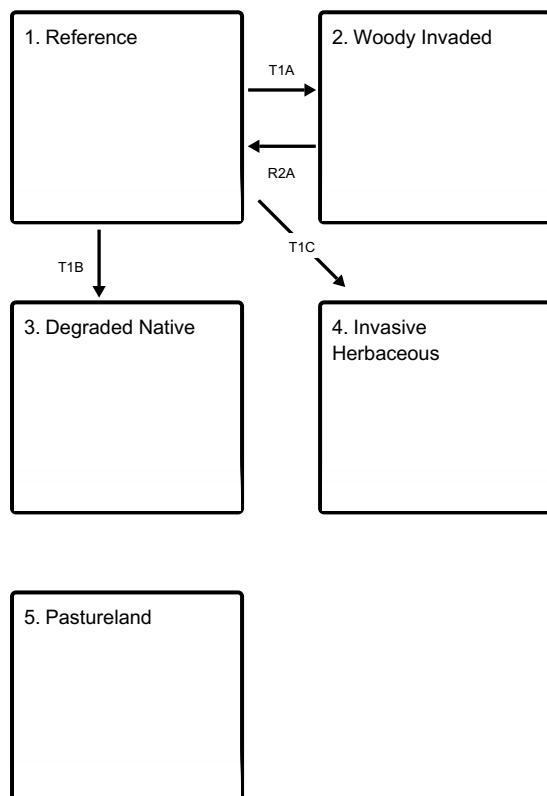 1. Reference
2. Woody Invaded
T1A
R2A
T1C
T1B
3. Degraded Native
4. Invasive
Herbaceous
5. Pastureland